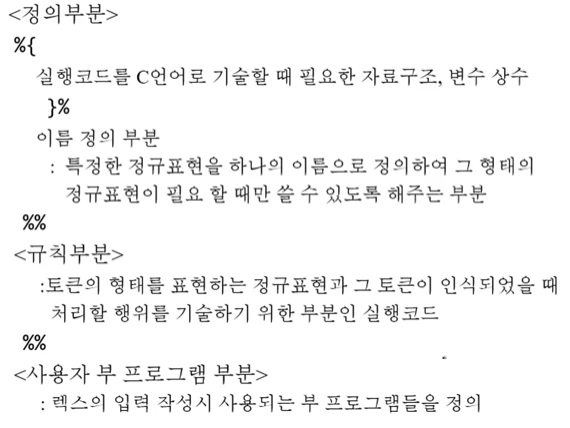 <정의부분>
%{
실행코드를 C언어로 기술할 때 필요한 자료구조, 변수 상수
}%
이름 정의 부분
: 특정한 정규표현을 하나의 이름으로 정의하여 그 형태의
정규표현이 필요 할 때만 쓸 수 있도록 해주는 부분
%%
<규칙부분>
:토큰의 형태를 표현하는 정규표현과 그 토큰이 인식되었을 때
처리할 행위를 기술하기 위한 부분인 실행코드
%%
<사용자 부 프로그램 부분>
: 렉스의 입력 작성시 사용되는 부 프로그램들을 정의